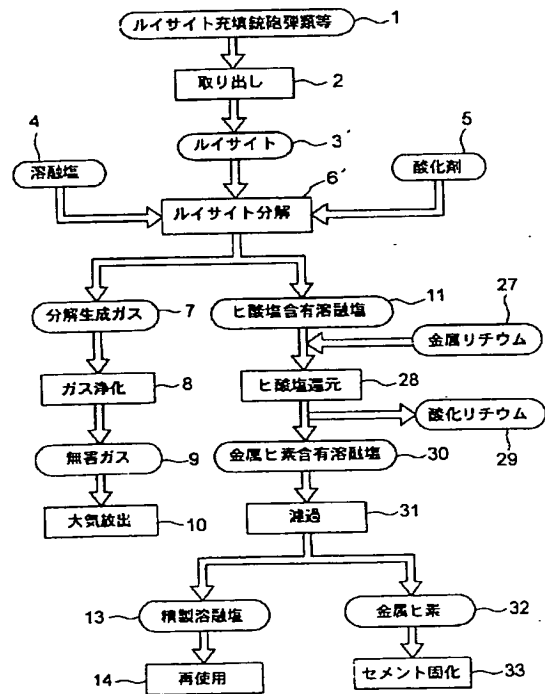 ルイサイト充填銃砲弾類等
1
取り出し
2
4
ルイサイト
3´
5
溶融塩
酸化剤
6´
ルイサイト分解
分解生成ガス
7
ヒ酸塩含有溶融塩
11
27
金属リチウム
ガス浄化
8
ヒ酸塩還元
28
酸化リチウム
29
無害ガス
9
金属ヒ素含有溶融塩
30
大気放出
10
濾過
31
13
精製溶融塩
金属ヒ素
32
14
再使用
セメント固化
33